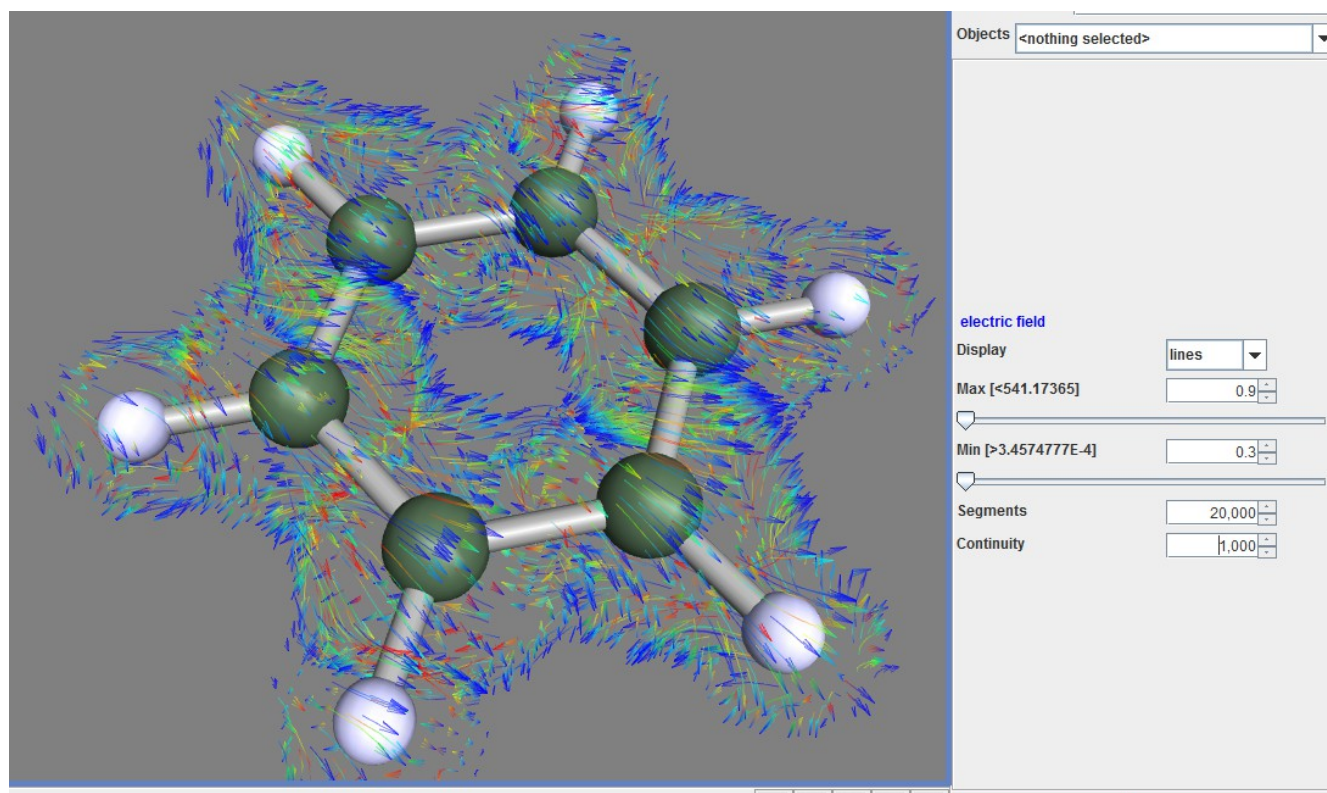 Objects <nothing selected>
electric field
Display lines
Max [<541.17365] 0.9
Min [>3.4574777E-4] 0.3
Segments 20,000
Continuity 1,000